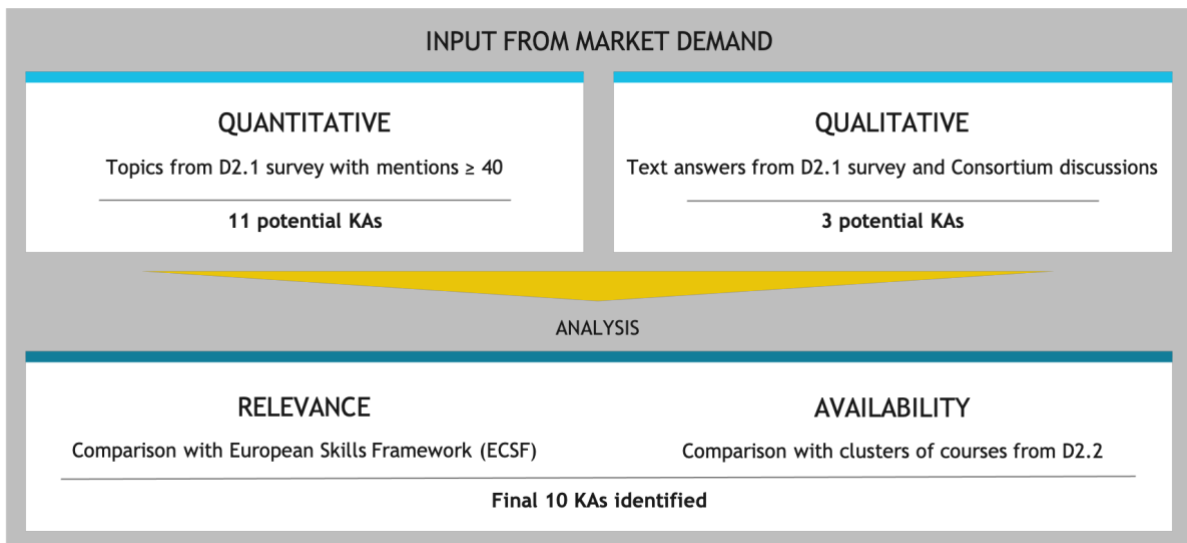 INPUT FROM MARKET DEMAND
QUANTITATIVE
Topics from D2.1 survey with mentions ≥ 40
11 potential KAs
QUALITATIVE
Text answers from D2.1 survey and Consortium discussions
3 potential KAs
ANALYSIS
RELEVANCE
Comparison with European Skills Framework (ECSF)
AVAILABILITY
Comparison with clusters of courses from D2.2
Final 10 KAs identified